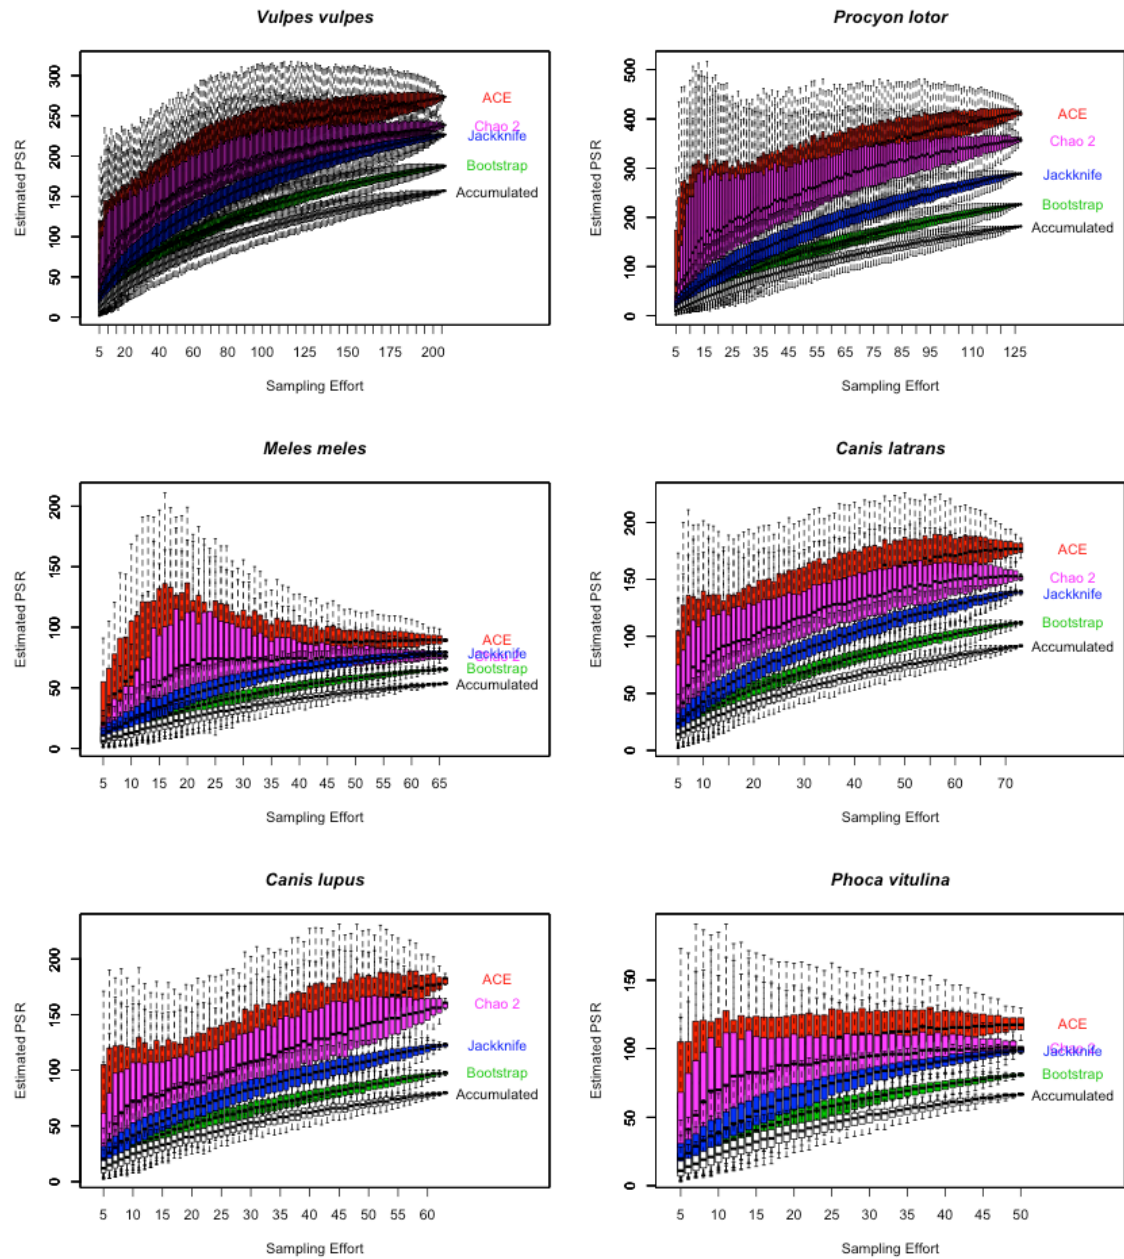 Vulpes vulpes
Estimated PSR
0 50 100 150 200 250 300
ACE
Chao 2
Jackknife
Bootstrap
Accumulated
5 20 40 60 80 100 125 150 175 200
Sampling Effort
Procyon lotor
Estimated PSR
0 100 200 300 400 500
ACE
Chao 2
Jackknife
Bootstrap
Accumulated
5 15 25 35 45 55 65 75 85 95 110 125
Sampling Effort
Meles meles
Estimated PSR
0 50 100 150 200
ACE
Jackknife
Chao 2
Bootstrap
Accumulated
5 10 15 20 25 30 35 40 45 50 55 60 65
Sampling Effort
Canis latrans
Estimated PSR
0 50 100 150 200
ACE
Chao 2
Jackknife
Bootstrap
Accumulated
5 10 20 30 40 50 60 70
Sampling Effort
Canis lupus
Estimated PSR
0 50 100 150 200
ACE
Chao 2
Jackknife
Bootstrap
Accumulated
5 10 15 20 25 30 35 40 45 50 55 60
Sampling Effort
Phoca vitulina
Estimated PSR
0 50 100 150
ACE
Chao 2
Jackknife
Bootstrap
Accumulated
5 10 15 20 25 30 35 40 45 50
Sampling Effort